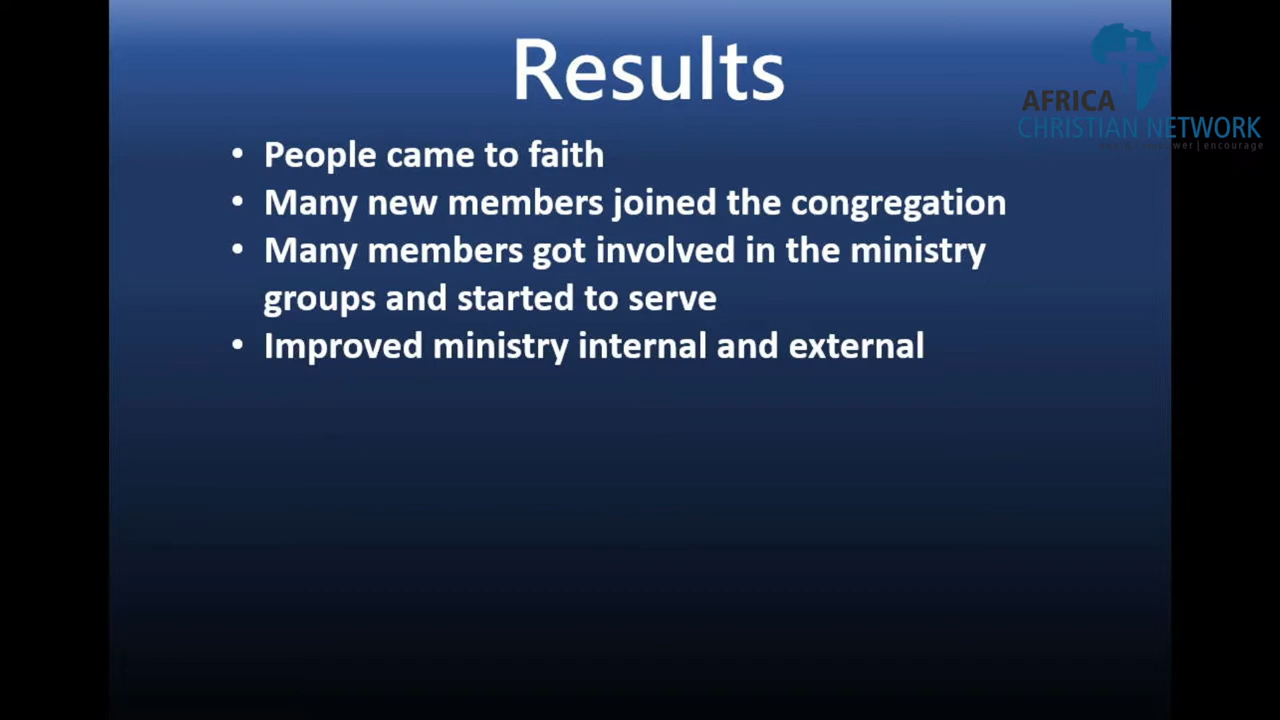 Results
• People came to faith
• Many new members joined the congregation
• Many members got involved in the ministry
groups and started to serve
• Improved ministry internal and external
AFRICA
CHRISTIAN NETWORK
| encourage